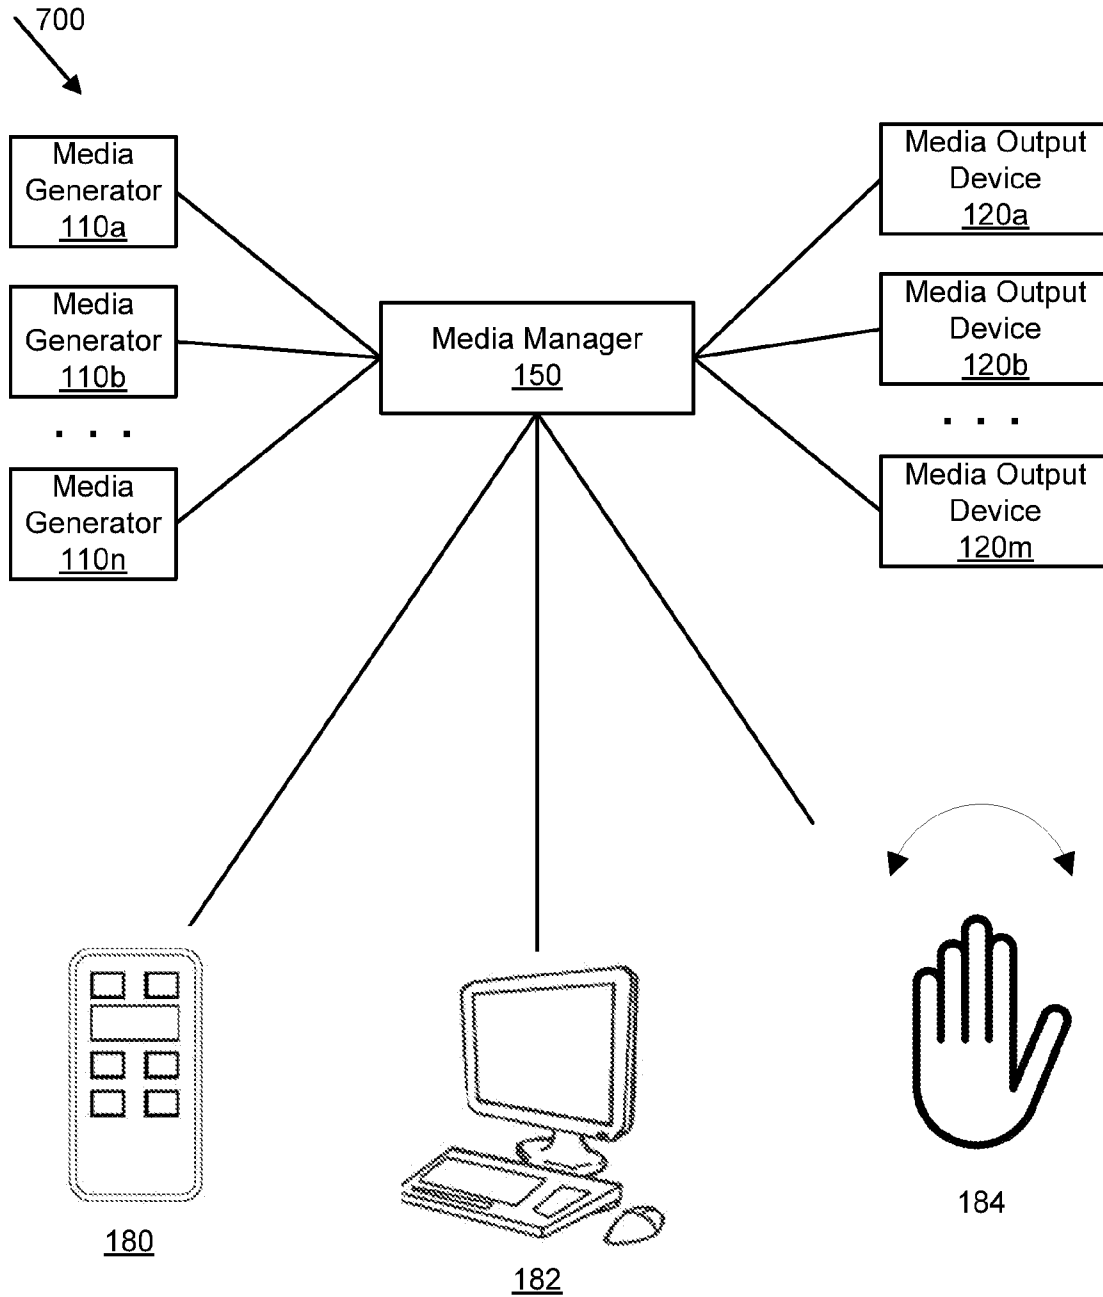 700
Media
Generator
110a
Media
Generator
110b
. . .
Media
Generator
110n
Media Manager
150
Media Output
Device
120a
Media Output
Device
120b
. . .
Media Output
Device
120m
180
182
184